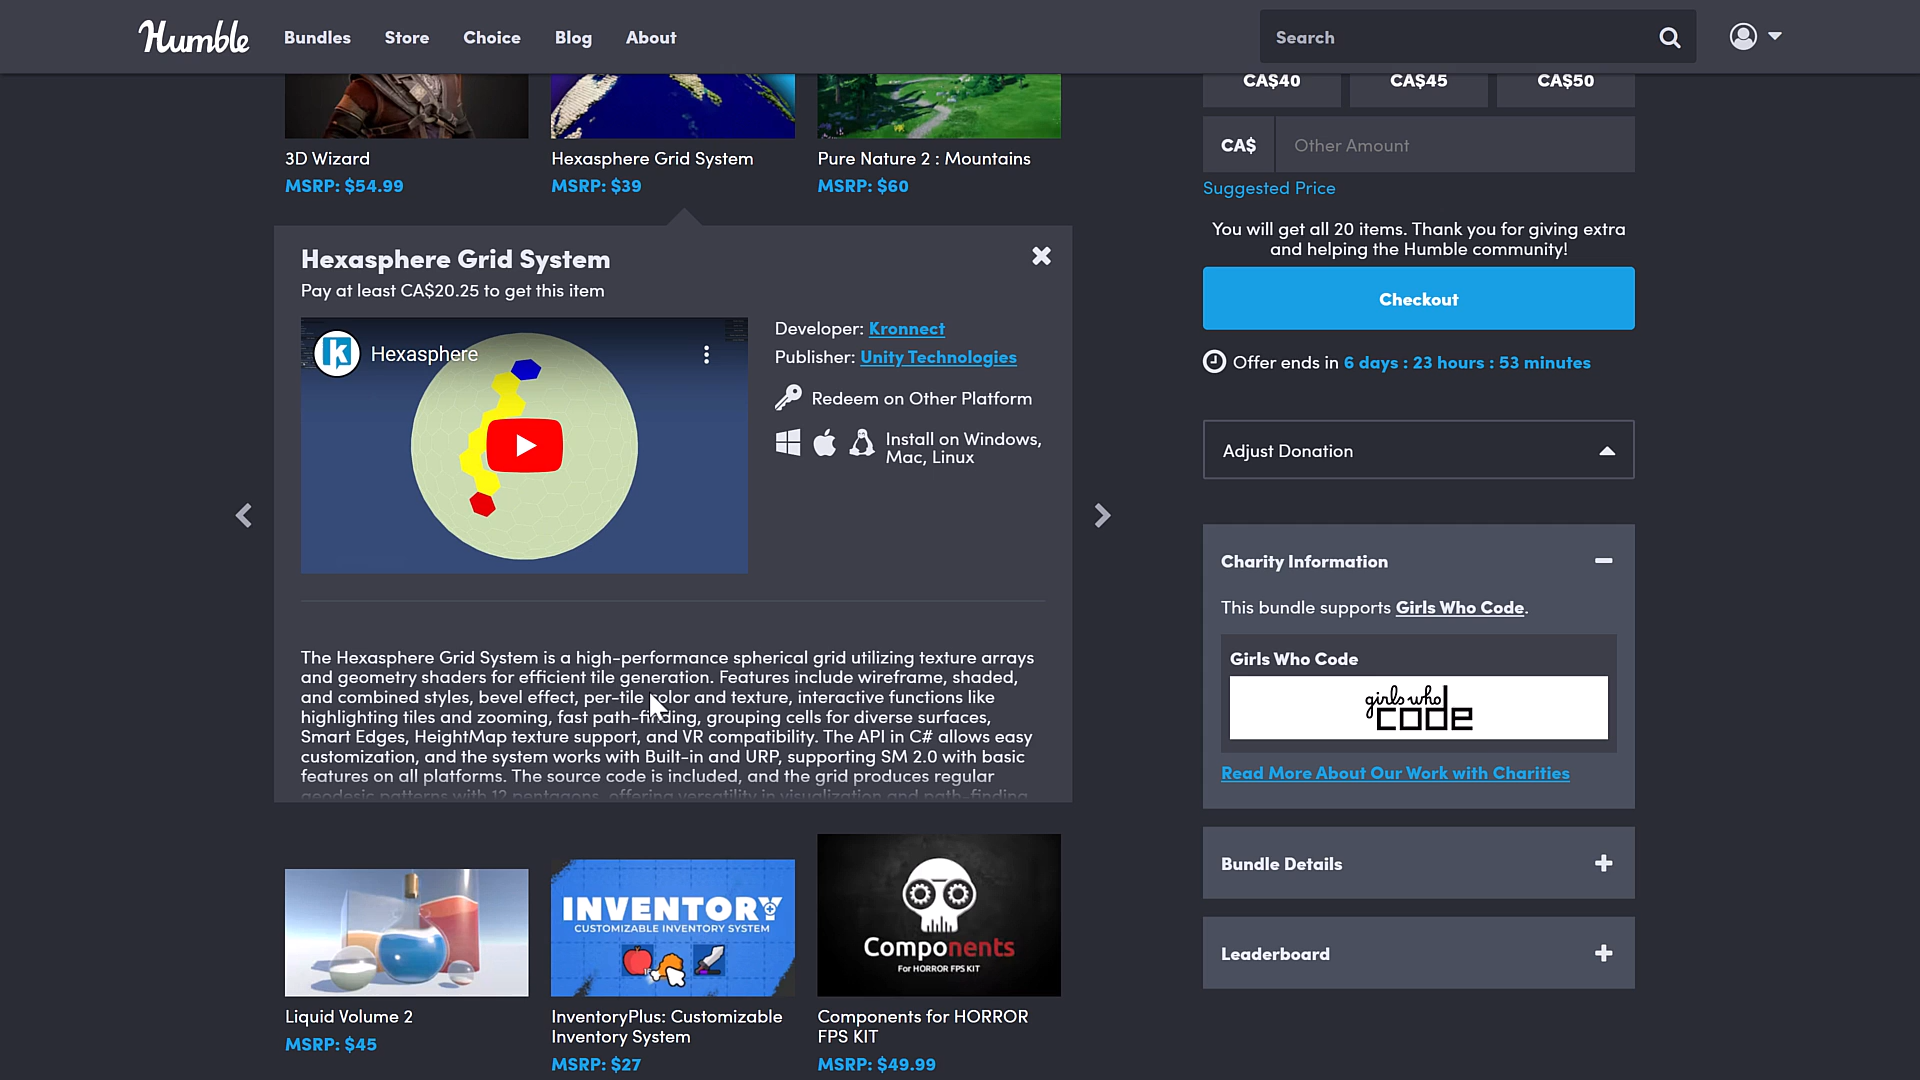 Humble
Bundles
Store
Choice
Blog
About
Search
3D Wizard
MSRP: $54.99
Hexasphere Grid System
MSRP: $39
Pure Nature 2 : Mountains
MSRP: $60
CA$40
CA$45
CA$50
CA$
Other Amount
Suggested Price
You will get all 20 items. Thank you for giving extra
and helping the Humble community!
Checkout
Offer ends in 6 days : 23 hours : 53 minutes
Adjust Donation
Charity Information
This bundle supports Girls Who Code.
Girls Who Code
girls who
code
Read More About Our Work with Charities
Bundle Details
Leaderboard
Hexasphere Grid System
Pay at least CA$20.25 to get this item
Hexasphere
Developer: Kronnect
Publisher: Unity Technologies
Redeem on Other Platform
Install on Windows,
Mac, Linux
The Hexasphere Grid System is a high-performance spherical grid utilizing texture arrays
and geometry shaders for efficient tile generation. Features include wireframe, shaded,
and combined styles, bevel effect, per-tile color and texture, interactive functions like
highlighting tiles and zooming, fast path-finding, grouping cells for diverse surfaces,
Smart Edges, HeightMap texture support, and VR compatibility. The API in C# allows easy
customization, and the system works with Built-in and URP, supporting SM 2.0 with basic
features on all platforms. The source code is included, and the grid produces regular
geodesic patterns with 12 pentagons, offering versatility in visualization and path-finding
Liquid Volume 2
MSRP: $45
INVENTORY
CUSTOMIZABLE INVENTORY SYSTEM
InventoryPlus: Customizable
Inventory System
MSRP: $27
Components
For HORROR FPS KIT
Components for HORROR
FPS KIT
MSRP: $49.99